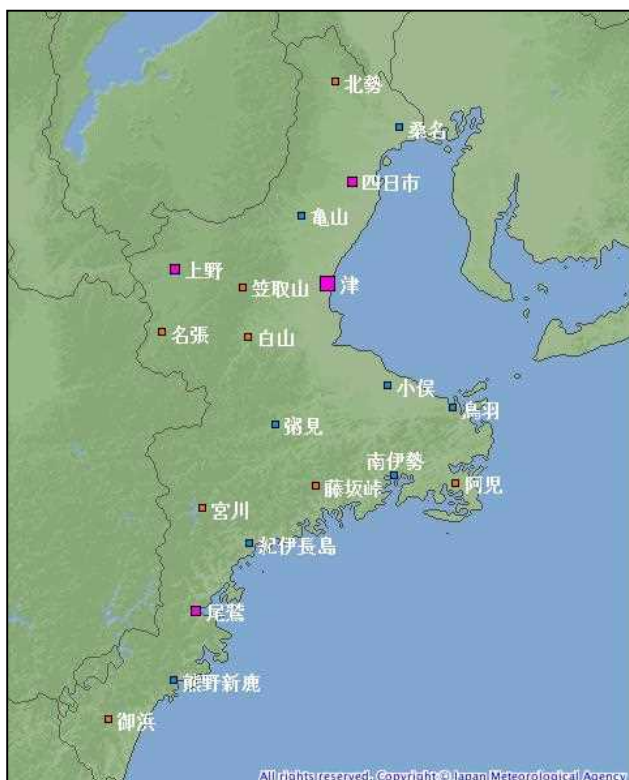 北勢
桑名
四日市
亀山
上野
笠取山
津
名張
白山
小俣
鳥羽
粥見
南伊勢
藤坂峠
阿児
宮川
紀伊長島
尾鷲
熊野新鹿
御浜
All rights reserved. Copyright © Japan Meteorological Agency